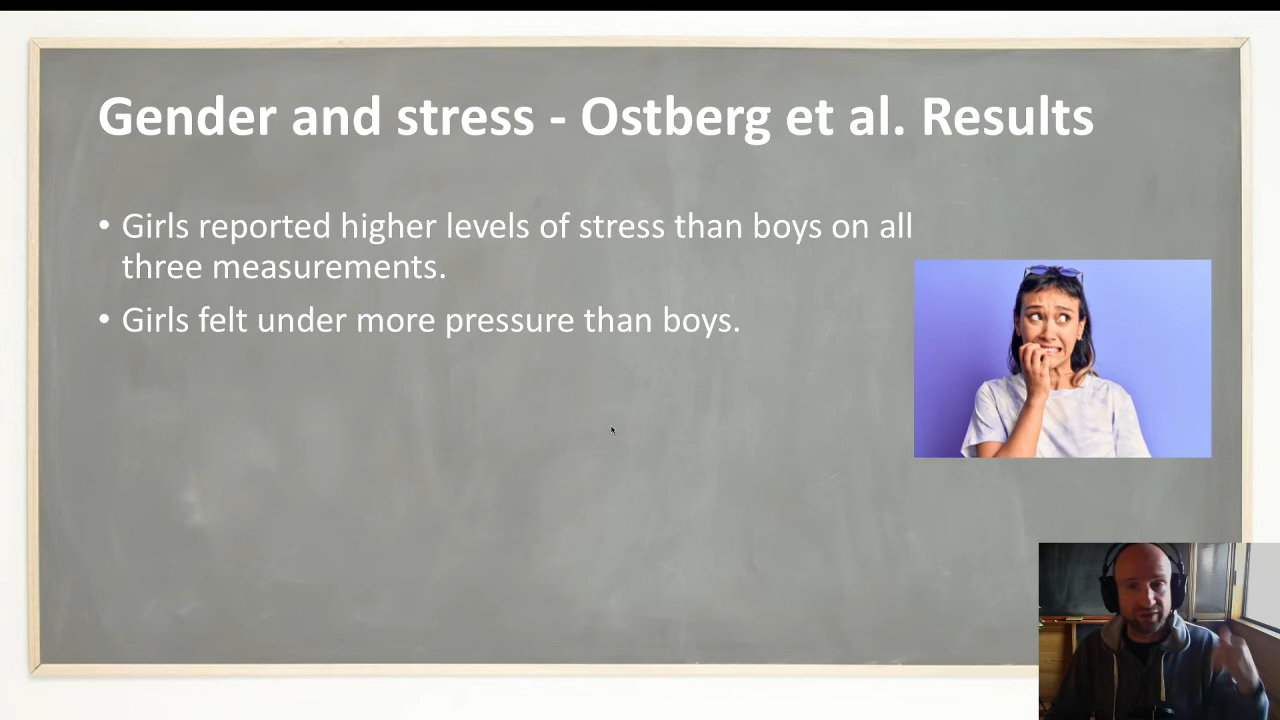 Gender and stress - Ostberg et al. Results
• Girls reported higher levels of stress than boys on all
three measurements.
• Girls felt under more pressure than boys.